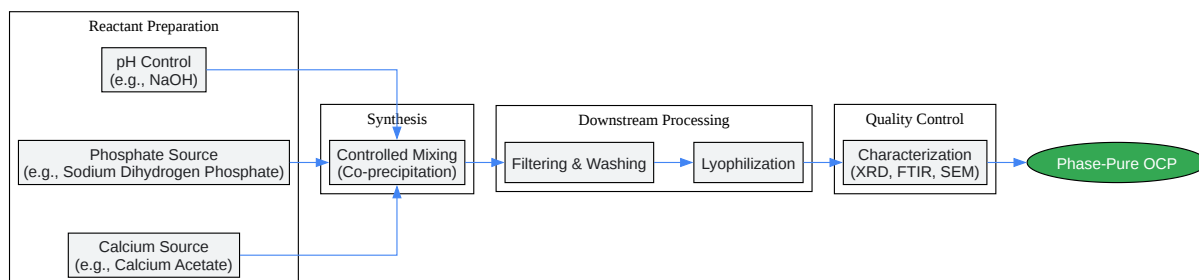 Reactant Preparation
pH Control
(e.g., NaOH)
Phosphate Source
(e.g., Sodium Dihydrogen Phosphate)
Calcium Source
(e.g., Calcium Acetate)
Synthesis
Controlled Mixing
(Co-precipitation)
Downstream Processing
Filtering & Washing
Lyophilization
Quality Control
Characterization
(XRD, FTIR, SEM)
Phase-Pure OCP